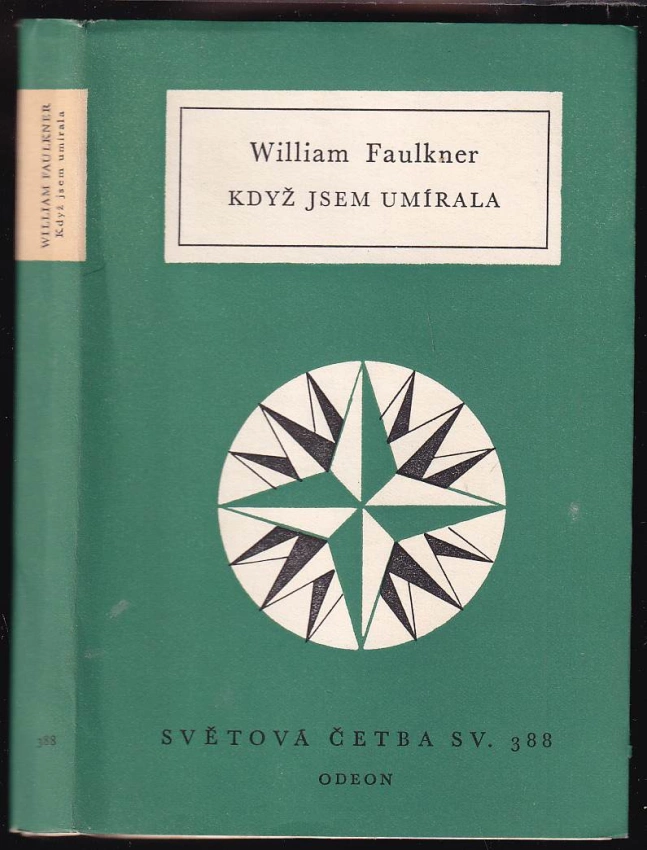 WILLIAM FAULKNER
Když jsem umírala
388
William Faulkner
KDYŽ JSEM UMÍRALA
SVĚTOVÁ ČETBA SV. 388
ODEON